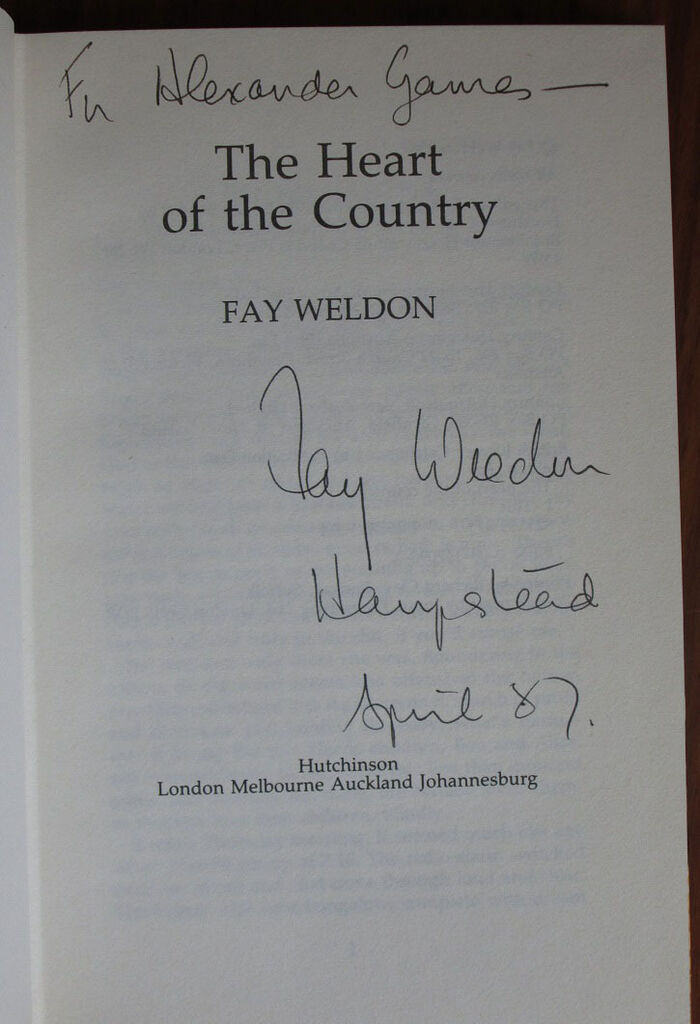 For Alexander Games —
The Heart
of the Country
FAY WELDON
Fay Weldon
Hampstead
April 87.
Hutchinson
London Melbourne Auckland Johannesburg